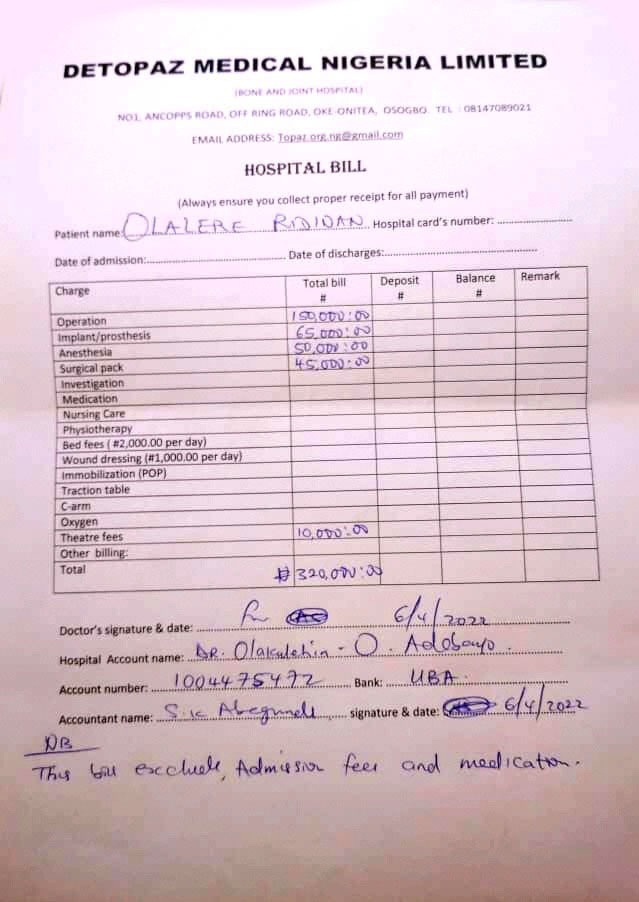 DETOPAZ MEDICAL NIGERIA LIMITED
(BONE AND JOINT HOSPITAL)
NO1, ANCOPPS ROAD, OFF RING ROAD, OKE-ONITEA, OSOGBO. TEL : 08147089021
EMAIL ADDRESS: Topaz.org.ng@gmail.com
HOSPITAL BILL
(Always ensure you collect proper receipt for all payment)
Patient name: OLALERE RIDWAN Hospital card's number:
Date of admission: Date of discharges:
Charge Total bill # Deposit # Balance # Remark
Operation 150,000:00
Implant/prosthesis 65,000:00
Anesthesia 50,000:00
Surgical pack 45,000:00
Investigation
Medication
Nursing Care
Physiotherapy
Bed fees ( #2,000.00 per day)
Wound dressing (#1,000.00 per day)
Immobilization (POP)
Traction table
C-arm
Oxygen
Theatre fees 10,000:00
Other billing:
Total #320,000:00
Doctor's signature & date: 6/4/2022
Hospital Account name: DR. Olakulehin - O. Adebayo.
Account number: 1004475472 Bank: UBA.
Accountant name: S.K Abegunde signature & date: 6/4/2022
NB
This bill exclude, Admission fees and medication.